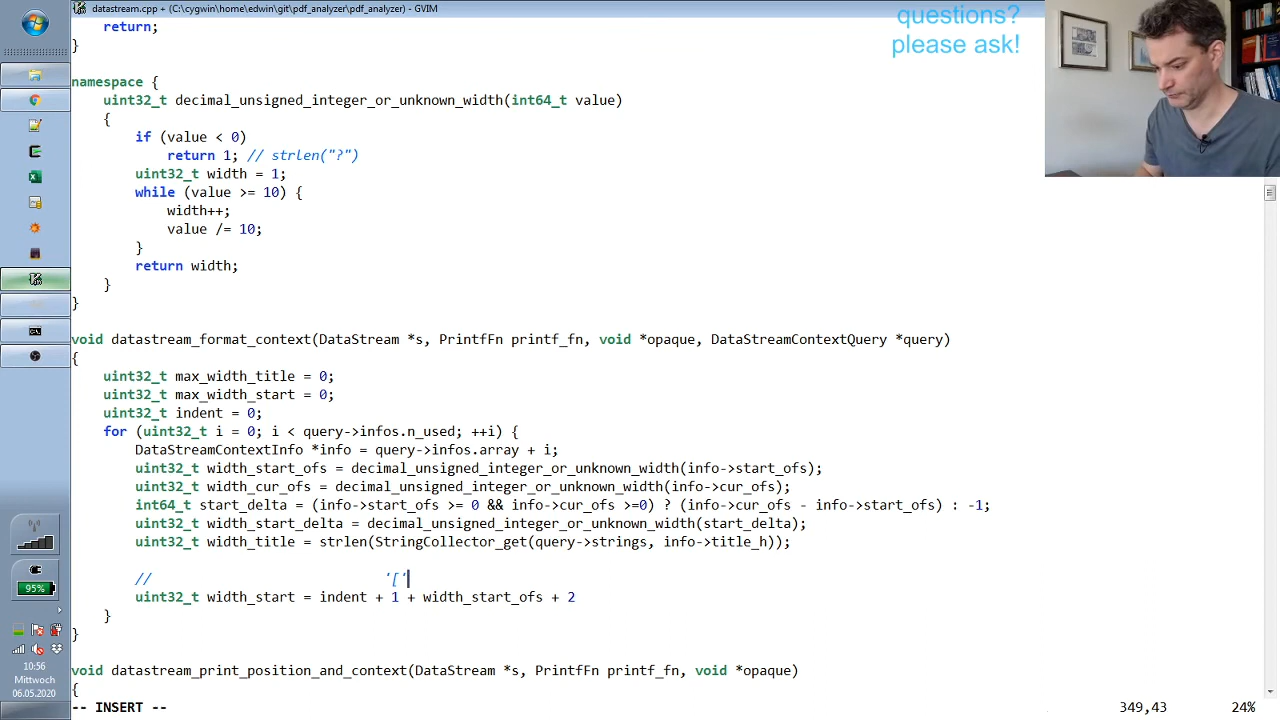 datastream.cpp + (C:\cygwin\home\edwin\git\pdf_analyzer\pdf_analyzer) - GVIM
questions?
please ask!
    return;
}
namespace {
    uint32_t decimal_unsigned_integer_or_unknown_width(int64_t value)
    {
        if (value < 0)
            return 1; // strlen("?")
        uint32_t width = 1;
        while (value >= 10) {
            width++;
            value /= 10;
        }
        return width;
    }
}
void datastream_format_context(DataStream *s, PrintfFn printf_fn, void *opaque, DataStreamContextQuery *query)
{
    uint32_t max_width_title = 0;
    uint32_t max_width_start = 0;
    uint32_t indent = 0;
    for (uint32_t i = 0; i < query->infos.n_used; ++i) {
        DataStreamContextInfo *info = query->infos.array + i;
        uint32_t width_start_ofs = decimal_unsigned_integer_or_unknown_width(info->start_ofs);
        uint32_t width_cur_ofs = decimal_unsigned_integer_or_unknown_width(info->cur_ofs);
        int64_t start_delta = (info->start_ofs >= 0 && info->cur_ofs >=0) ? (info->cur_ofs - info->start_ofs) : -1;
        uint32_t width_start_delta = decimal_unsigned_integer_or_unknown_width(start_delta);
        uint32_t width_title = strlen(StringCollector_get(query->strings, info->title_h));
        //                             '['
        uint32_t width_start = indent + 1 + width_start_ofs + 2
    }
}
void datastream_print_position_and_context(DataStream *s, PrintfFn printf_fn, void *opaque)
{
-- INSERT --                    349,43    24%
95%
10:56
Mittwoch
06.05.2020